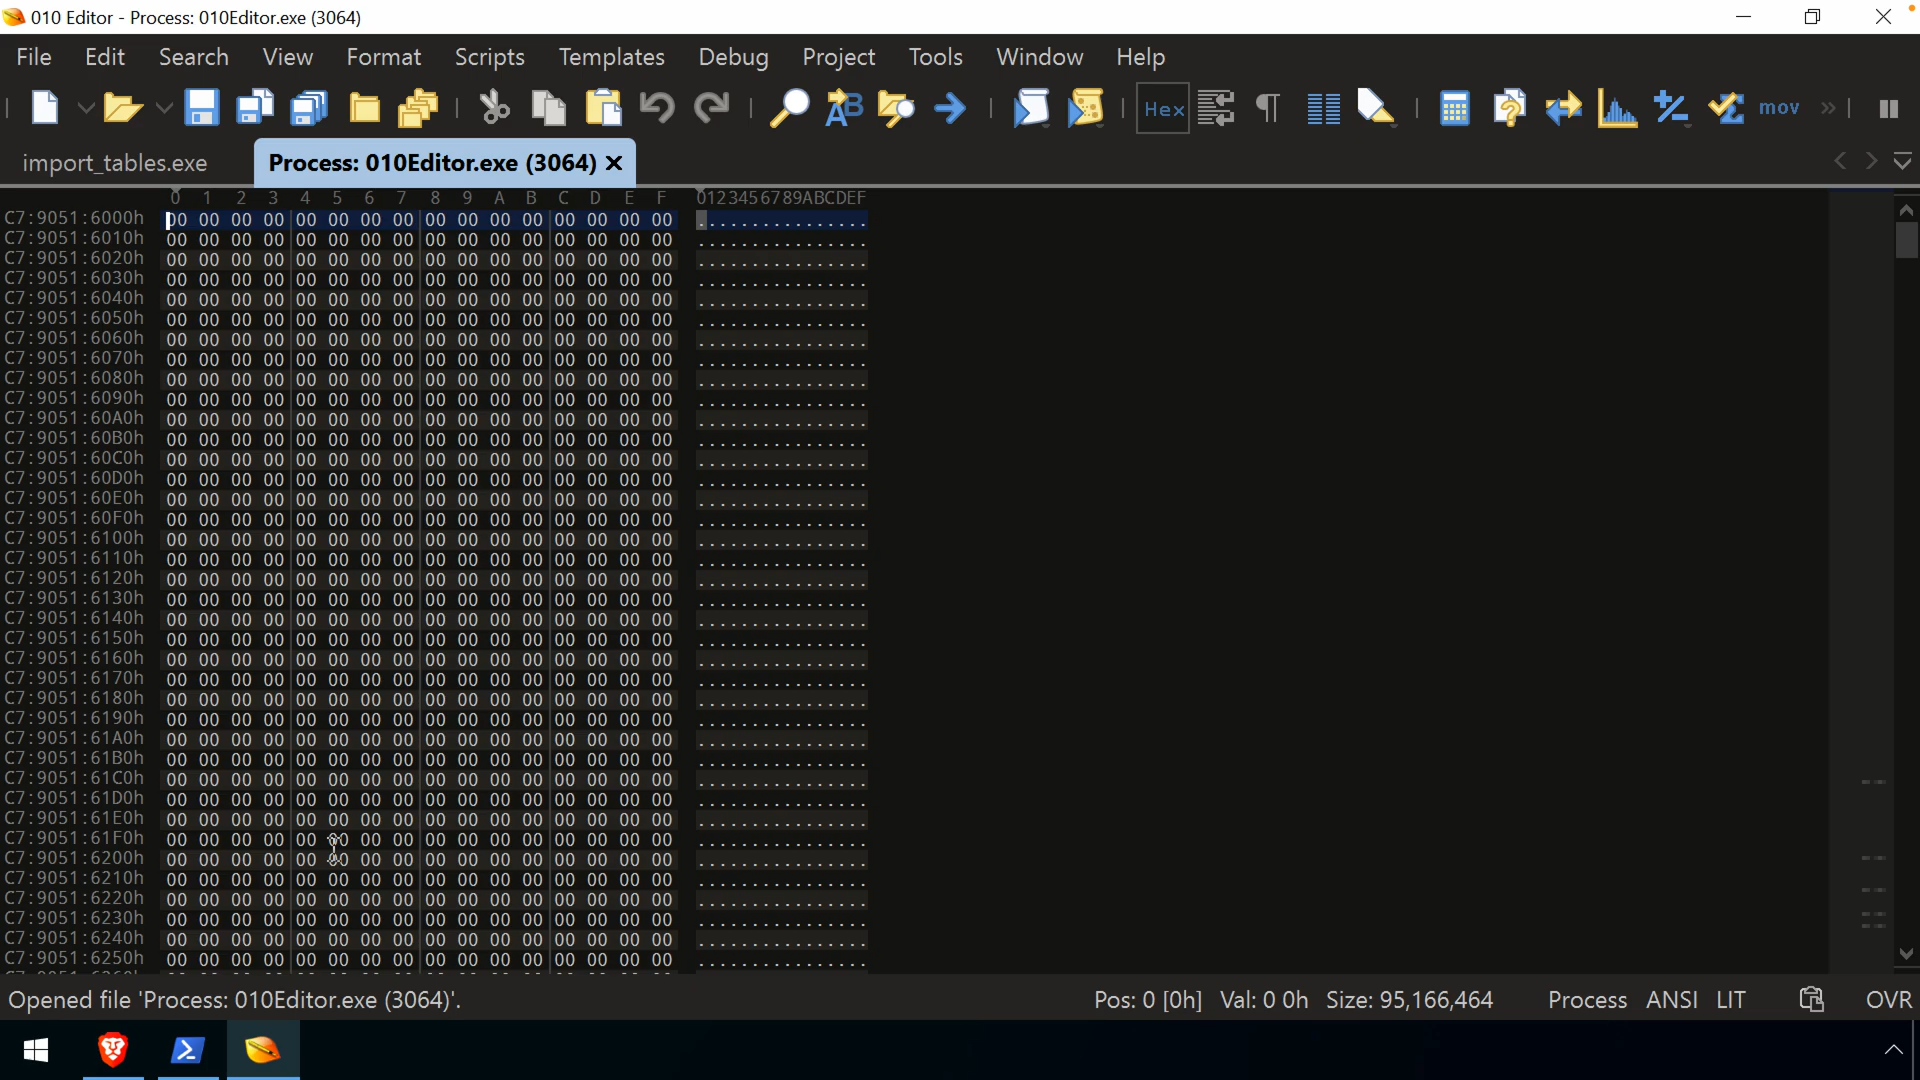 010 Editor - Process: 010Editor.exe (3064)
File Edit Search View Format Scripts Templates Debug Project Tools Window Help
Hex mov »
import_tables.exe Process: 010Editor.exe (3064)
0 1 2 3 4 5 6 7 8 9 A B C D E F 0123456789ABCDEF
C7:9051:6000h 00 00 00 00 00 00 00 00 00 00 00 00 00 00 00 00 ................
C7:9051:6010h 00 00 00 00 00 00 00 00 00 00 00 00 00 00 00 00 ................
C7:9051:6020h 00 00 00 00 00 00 00 00 00 00 00 00 00 00 00 00 ................
C7:9051:6030h 00 00 00 00 00 00 00 00 00 00 00 00 00 00 00 00 ................
C7:9051:6040h 00 00 00 00 00 00 00 00 00 00 00 00 00 00 00 00 ................
C7:9051:6050h 00 00 00 00 00 00 00 00 00 00 00 00 00 00 00 00 ................
C7:9051:6060h 00 00 00 00 00 00 00 00 00 00 00 00 00 00 00 00 ................
C7:9051:6070h 00 00 00 00 00 00 00 00 00 00 00 00 00 00 00 00 ................
C7:9051:6080h 00 00 00 00 00 00 00 00 00 00 00 00 00 00 00 00 ................
C7:9051:6090h 00 00 00 00 00 00 00 00 00 00 00 00 00 00 00 00 ................
C7:9051:60A0h 00 00 00 00 00 00 00 00 00 00 00 00 00 00 00 00 ................
C7:9051:60B0h 00 00 00 00 00 00 00 00 00 00 00 00 00 00 00 00 ................
C7:9051:60C0h 00 00 00 00 00 00 00 00 00 00 00 00 00 00 00 00 ................
C7:9051:60D0h 00 00 00 00 00 00 00 00 00 00 00 00 00 00 00 00 ................
C7:9051:60E0h 00 00 00 00 00 00 00 00 00 00 00 00 00 00 00 00 ................
C7:9051:60F0h 00 00 00 00 00 00 00 00 00 00 00 00 00 00 00 00 ................
C7:9051:6100h 00 00 00 00 00 00 00 00 00 00 00 00 00 00 00 00 ................
C7:9051:6110h 00 00 00 00 00 00 00 00 00 00 00 00 00 00 00 00 ................
C7:9051:6120h 00 00 00 00 00 00 00 00 00 00 00 00 00 00 00 00 ................
C7:9051:6130h 00 00 00 00 00 00 00 00 00 00 00 00 00 00 00 00 ................
C7:9051:6140h 00 00 00 00 00 00 00 00 00 00 00 00 00 00 00 00 ................
C7:9051:6150h 00 00 00 00 00 00 00 00 00 00 00 00 00 00 00 00 ................
C7:9051:6160h 00 00 00 00 00 00 00 00 00 00 00 00 00 00 00 00 ................
C7:9051:6170h 00 00 00 00 00 00 00 00 00 00 00 00 00 00 00 00 ................
C7:9051:6180h 00 00 00 00 00 00 00 00 00 00 00 00 00 00 00 00 ................
C7:9051:6190h 00 00 00 00 00 00 00 00 00 00 00 00 00 00 00 00 ................
C7:9051:61A0h 00 00 00 00 00 00 00 00 00 00 00 00 00 00 00 00 ................
C7:9051:61B0h 00 00 00 00 00 00 00 00 00 00 00 00 00 00 00 00 ................
C7:9051:61C0h 00 00 00 00 00 00 00 00 00 00 00 00 00 00 00 00 ................
C7:9051:61D0h 00 00 00 00 00 00 00 00 00 00 00 00 00 00 00 00 ................
C7:9051:61E0h 00 00 00 00 00 00 00 00 00 00 00 00 00 00 00 00 ................
C7:9051:61F0h 00 00 00 00 00 00 00 00 00 00 00 00 00 00 00 00 ................
C7:9051:6200h 00 00 00 00 00 00 00 00 00 00 00 00 00 00 00 00 ................
C7:9051:6210h 00 00 00 00 00 00 00 00 00 00 00 00 00 00 00 00 ................
C7:9051:6220h 00 00 00 00 00 00 00 00 00 00 00 00 00 00 00 00 ................
C7:9051:6230h 00 00 00 00 00 00 00 00 00 00 00 00 00 00 00 00 ................
C7:9051:6240h 00 00 00 00 00 00 00 00 00 00 00 00 00 00 00 00 ................
C7:9051:6250h 00 00 00 00 00 00 00 00 00 00 00 00 00 00 00 00 ................
Opened file 'Process: 010Editor.exe (3064)'. Pos: 0 [0h] Val: 0 0h Size: 95,166,464 Process ANSI LIT OVR